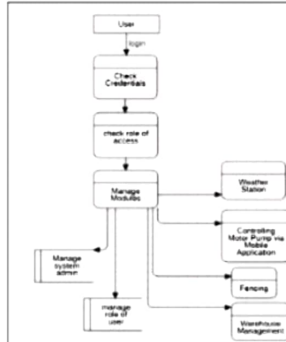 User
login
Check
Credentials
check role of
access
Manage
Modules
Weather
Station
Controlling
Motor Pump via
Mobile
Application
Manage
system
admin
Fencing
manage
role of
user
Warehouse
Management